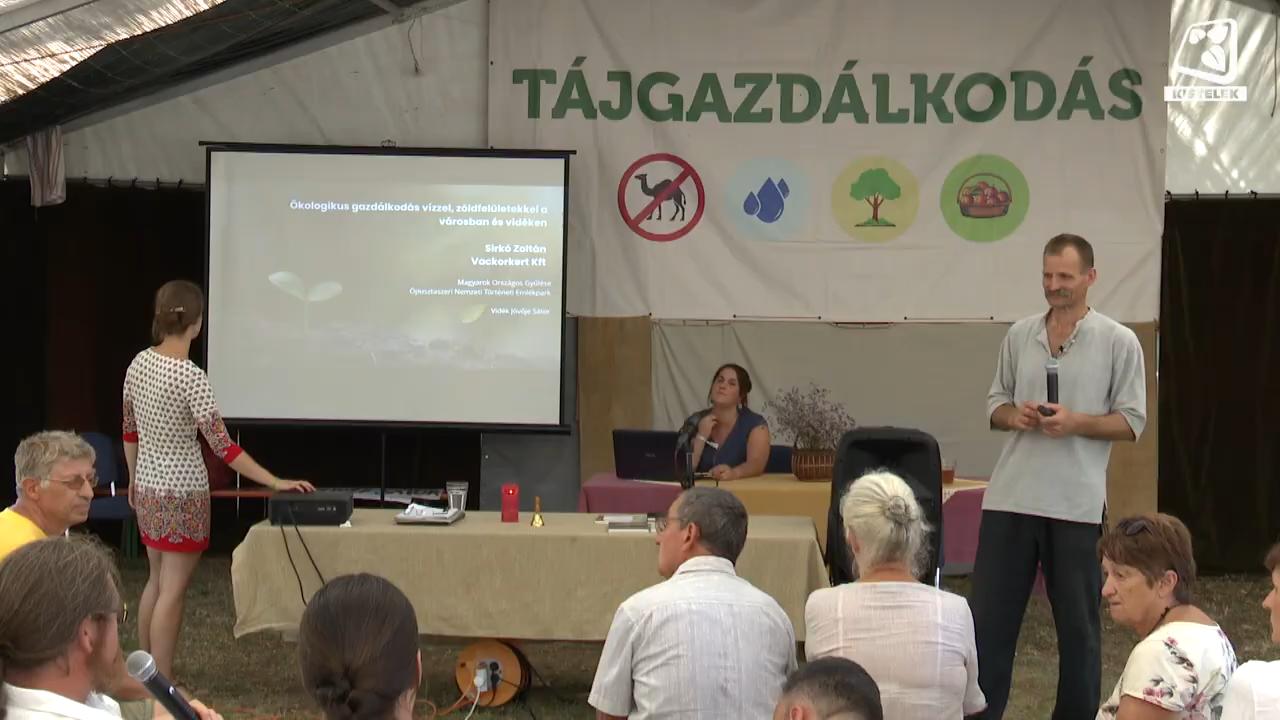 TÁJGAZDÁLKODÁS
KISTELEK
Ökologikus gazdálkodás vízzel, zöldfelületekkel a
városban és vidéken
Sirkó Zoltán
Vackorkert Kft
Magyarok Országos Gyűlése
Ópusztaszeri Nemzeti Történeti Emlékpark
Vidék Jövője Sátor